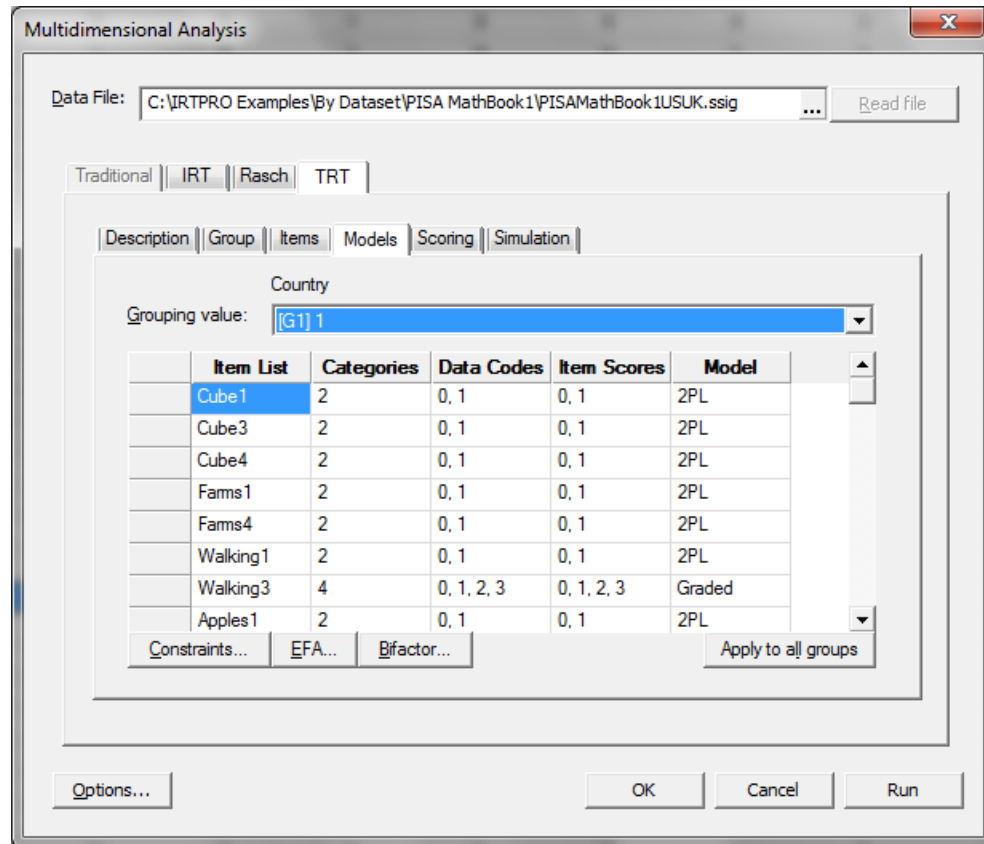 Multidimensional Analysis
Data File: C:\IRTPRO Examples\By Dataset\PISA MathBook1\PISAMathBook1USUK.ssig ... Read file
Traditional IRT Rasch TRT
Description Group Items Models Scoring Simulation
Country
Grouping value: [G1] 1
Item List Categories Data Codes Item Scores Model
Cube1 2 0, 1 0, 1 2PL
Cube3 2 0, 1 0, 1 2PL
Cube4 2 0, 1 0, 1 2PL
Farms1 2 0, 1 0, 1 2PL
Farms4 2 0, 1 0, 1 2PL
Walking1 2 0, 1 0, 1 2PL
Walking3 4 0, 1, 2, 3 0, 1, 2, 3 Graded
Apples1 2 0, 1 0, 1 2PL
Constraints... EFA... Bifactor... Apply to all groups
Options... OK Cancel Run